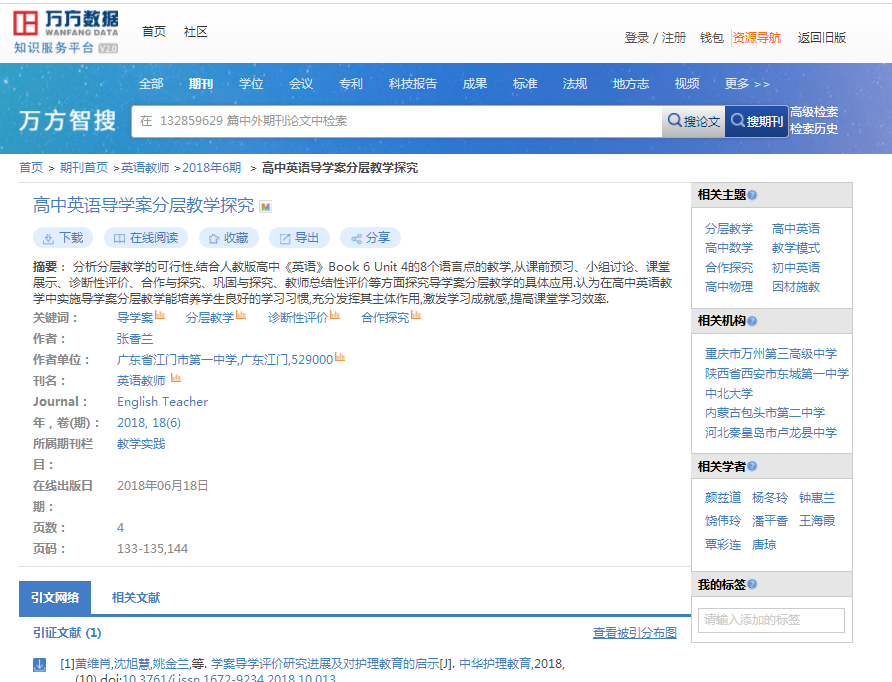 万方数据
WANFANG DATA
知识服务平台 V2.0
首页 社区
登录 / 注册 钱包 资源导航 返回旧版
全部 期刊 学位 会议 专利 科技报告 成果 标准 法规 地方志 视频 更多 >>
万方智搜
在 132859629 篇中外期刊论文中检索
搜论文
搜期刊
高级检索
检索历史
首页 > 期刊首页 >英语教师 >2018年6期 > 高中英语导学案分层教学探究
高中英语导学案分层教学探究 M
下载 在线阅读 收藏 导出 分享
摘要： 分析分层教学的可行性.结合人教版高中《英语》Book 6 Unit 4的8个语言点的教学,从课前预习、小组讨论、课堂
展示、诊断性评价、合作与探究、巩固与探究、教师总结性评价等方面探究导学案分层教学的具体应用.认为在高中英语教
学中实施导学案分层教学能培养学生良好的学习习惯,充分发挥其主体作用,激发学习成就感,提高课堂学习效率.
关键词： 导学案 分层教学 诊断性评价 合作探究
作者： 张香兰
作者单位： 广东省江门市第一中学,广东江门,529000
刊名： 英语教师
Journal： English Teacher
年，卷(期)： 2018, 18(6)
所属期刊栏
目： 教学实践
在线出版日
期： 2018年06月18日
页数： 4
页码： 133-135,144
引文网络 相关文献
引证文献 (1) 查看被引分布图
[1]黄维肖,沈旭慧,姚金兰,等. 学案导学评价研究进展及对护理教育的启示[J]. 中华护理教育,2018,
(10).doi:10.3761/j.issn.1672-9234.2018.10.013.
相关主题
分层教学 高中英语
高中数学 教学模式
合作探究 初中英语
高中物理 因材施教
相关机构
重庆市万州第三高级中学
陕西省西安市东城第一中学
中北大学
内蒙古包头市第二中学
河北秦皇岛市卢龙县中学
相关学者
颜兹道 杨冬玲 钟惠兰
饶伟玲 潘平香 王海霞
覃彩连 唐琼
我的标签
请输入添加的标签